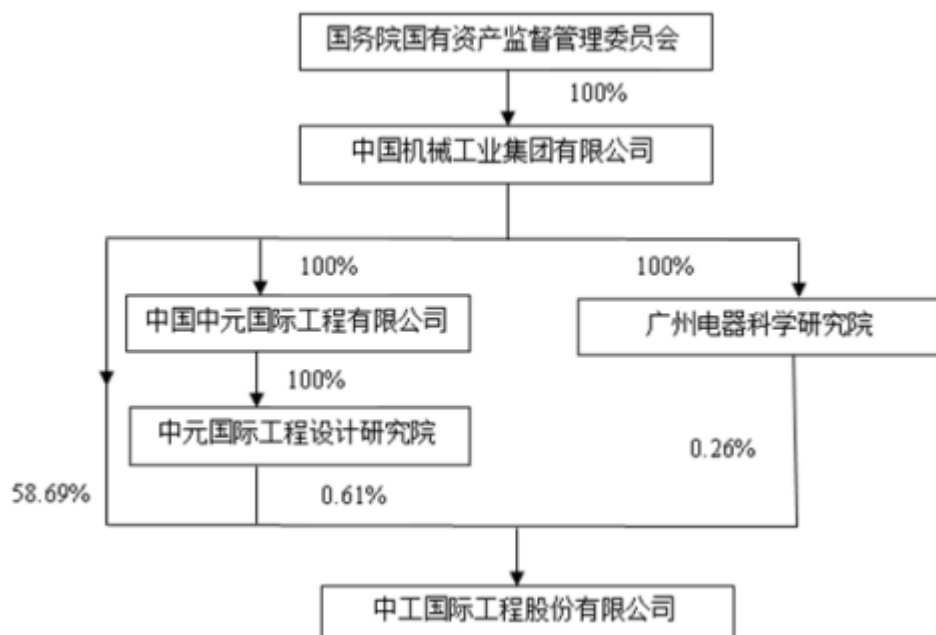 国务院国有资产监督管理委员会
100%
中国机械工业集团有限公司
100%
100%
中国中元国际工程有限公司
广州电器科学研究院
100%
中元国际工程设计研究院
0.26%
58.69%
0.61%
中工国际工程股份有限公司